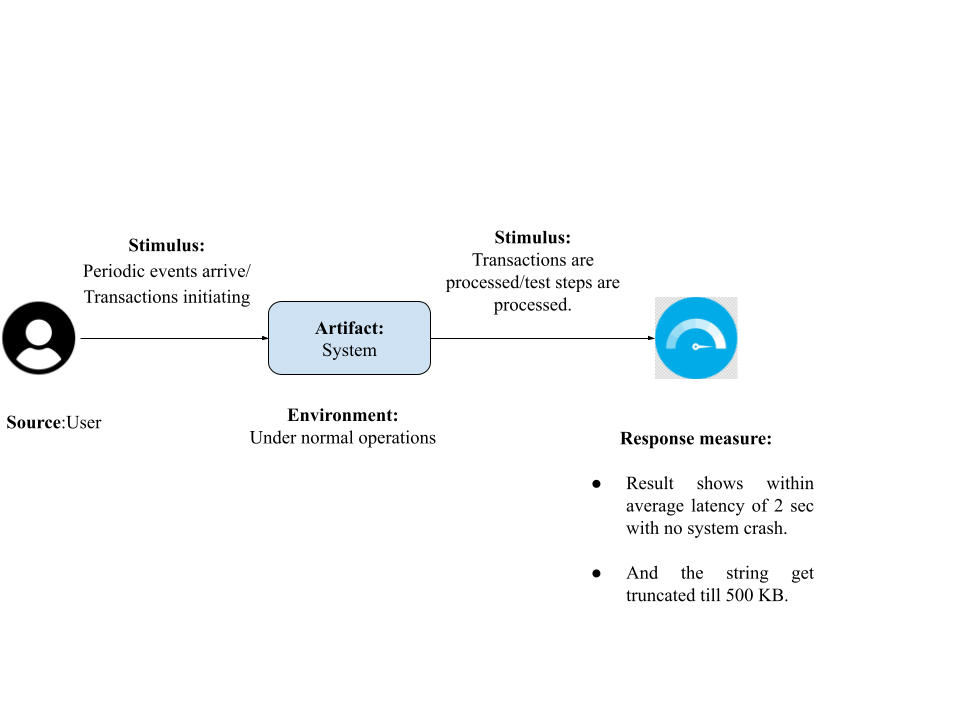 Stimulus:
Periodic events arrive/
Transactions initiating
Stimulus:
Transactions are
processed/test steps are
processed.
Artifact:
System
Source:User
Environment:
Under normal operations
Response measure:
● Result shows within
average latency of 2 sec
with no system crash.
● And the string get
truncated till 500 KB.